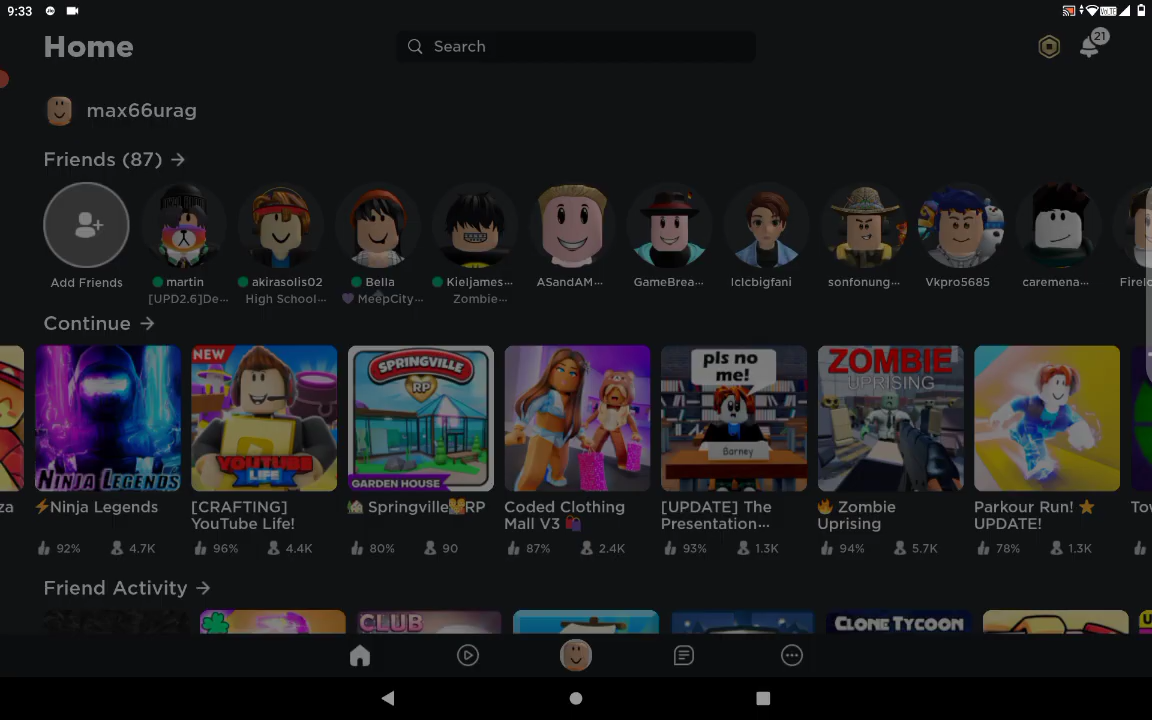 9:33
VoLTE
Home
Search
21
max66urag
Friends (87) →
Add Friends
martin
[UPD2.6]De...
akirasolis02
High School...
Bella
MeepCity...
Kieljames...
Zombie...
ASandAM...
GameBrea...
lclcbigfani
sonfonung...
Vkpro5685
caremena...
Continue →
NINJA LEGENDS
NEW
YOUTUBE
LIFE
SPRINGVILLE
RP
GARDEN HOUSE
pls no
me!
Barney
ZOMBIE
UPRISING
za
⚡Ninja Legends
92% 4.7K
[CRAFTING]
YouTube Life!
96% 4.4K
Springville RP
80% 90
Coded Clothing
Mall V3
87% 2.4K
[UPDATE] The
Presentation...
93% 1.3K
Zombie
Uprising
94% 5.7K
Parkour Run!
UPDATE!
78% 1.3K
Friend Activity →
CLUB
CLONE TYCOON